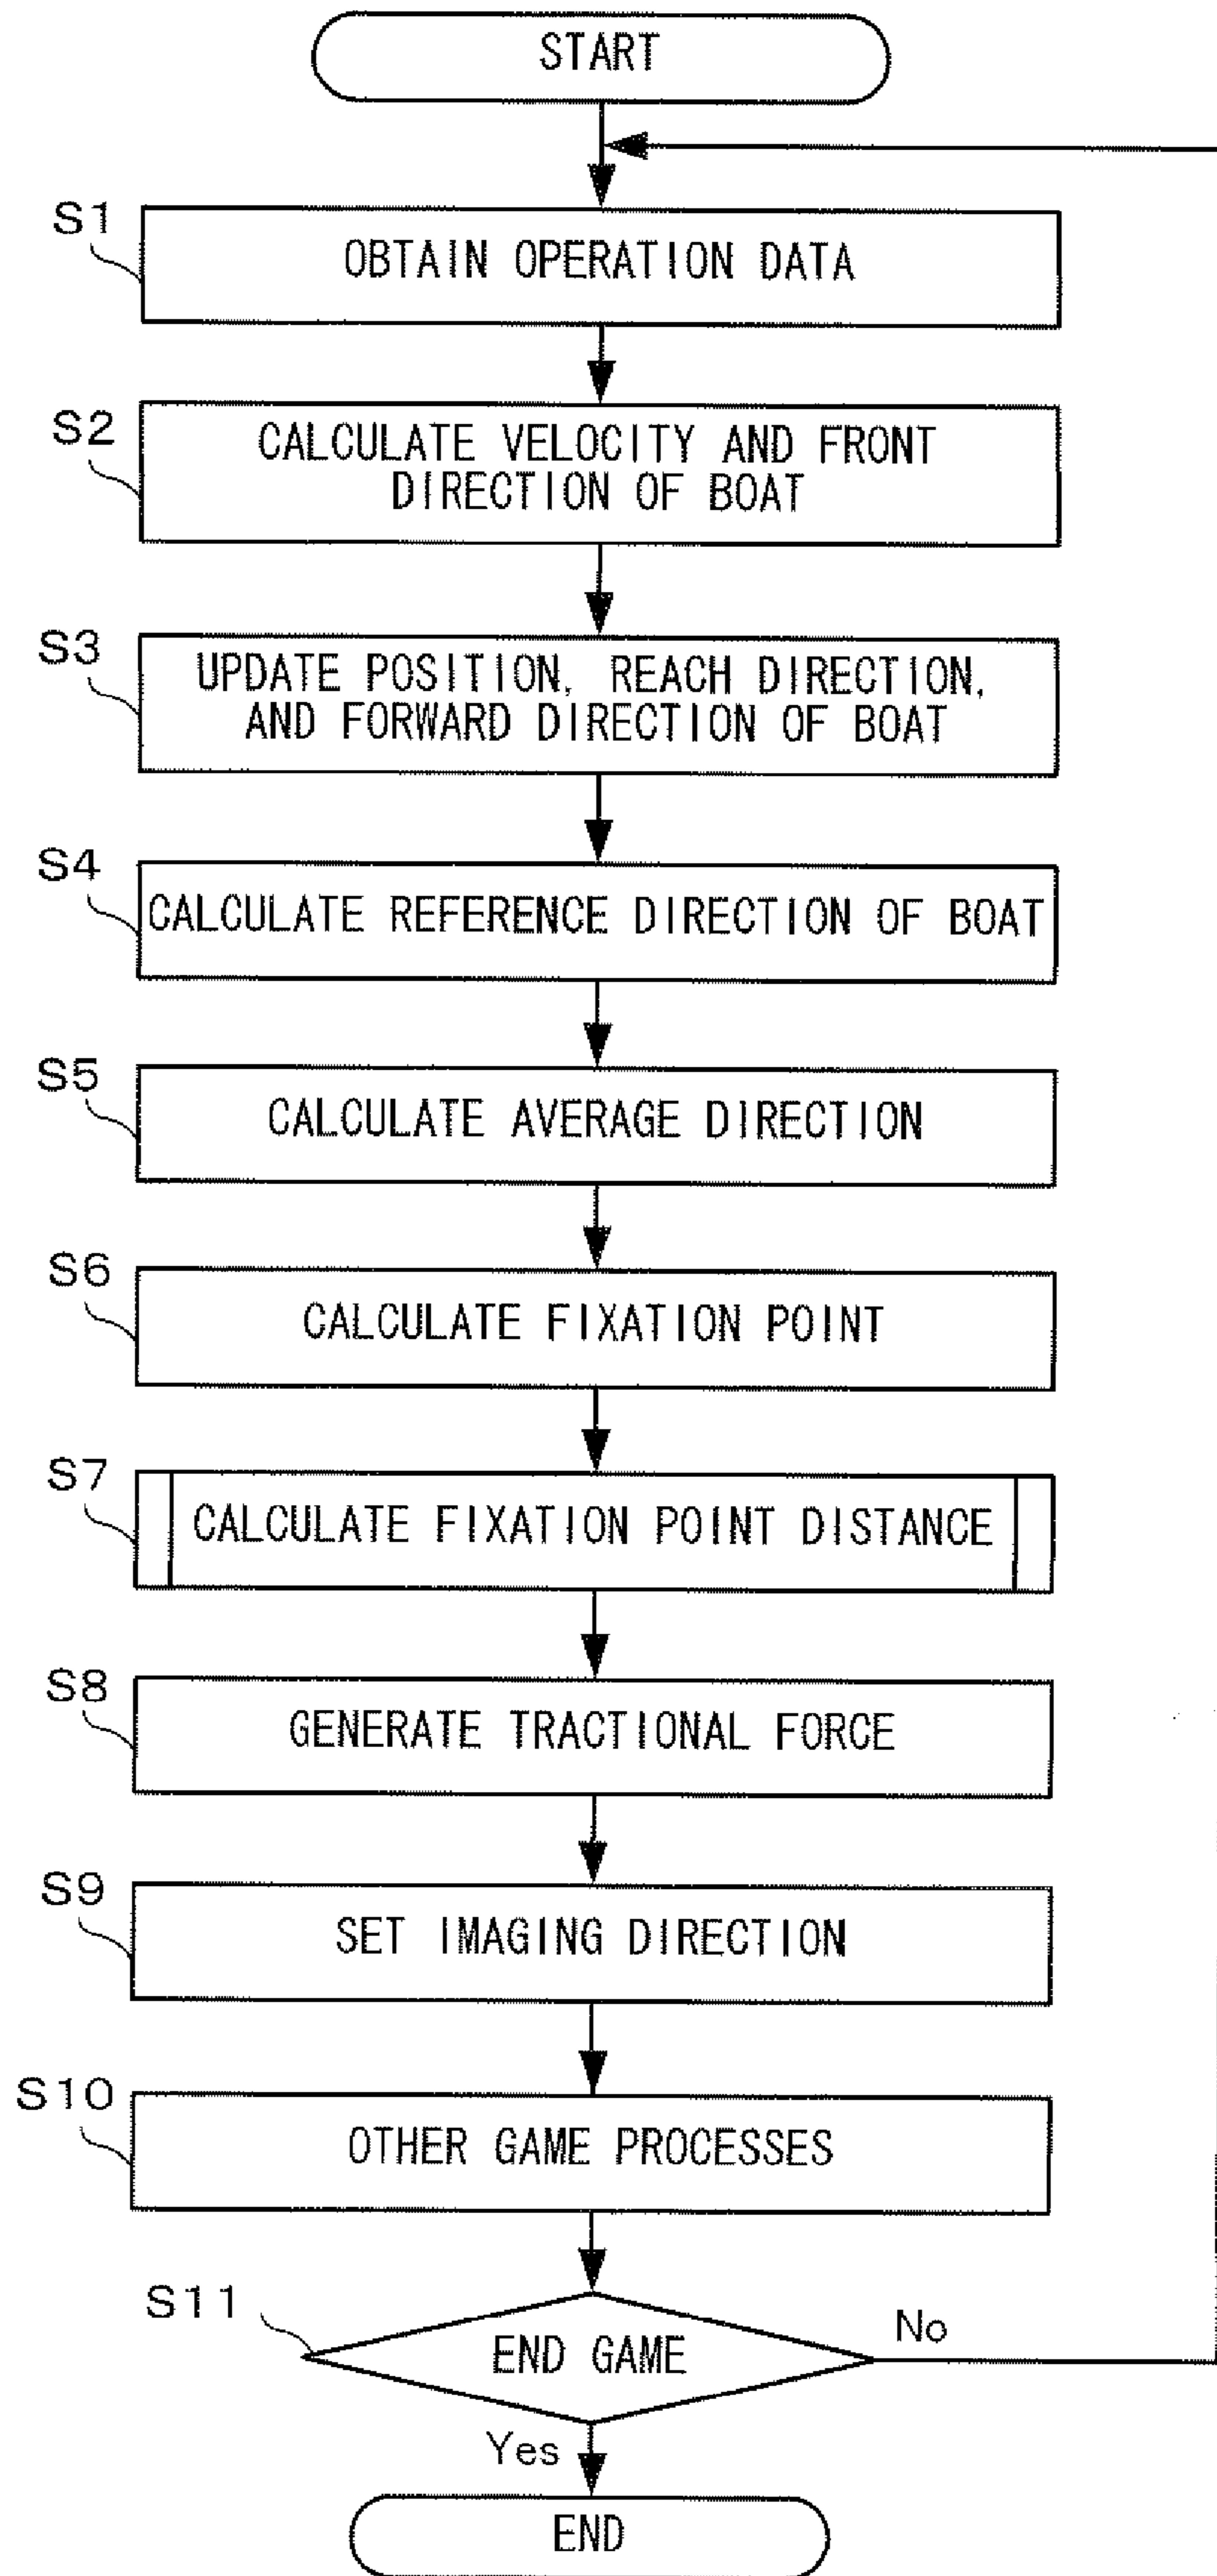 START
S1
OBTAIN OPERATION DATA
S2
CALCULATE VELOCITY AND FRONT
DIRECTION OF BOAT
S3
UPDATE POSITION, REACH DIRECTION,
AND FORWARD DIRECTION OF BOAT
S4
CALCULATE REFERENCE DIRECTION OF BOAT
S5
CALCULATE AVERAGE DIRECTION
S6
CALCULATE FIXATION POINT
S7
CALCULATE FIXATION POINT DISTANCE
S8
GENERATE TRACTIONAL FORCE
S9
SET IMAGING DIRECTION
S10
OTHER GAME PROCESSES
S11
END GAME
No
Yes
END